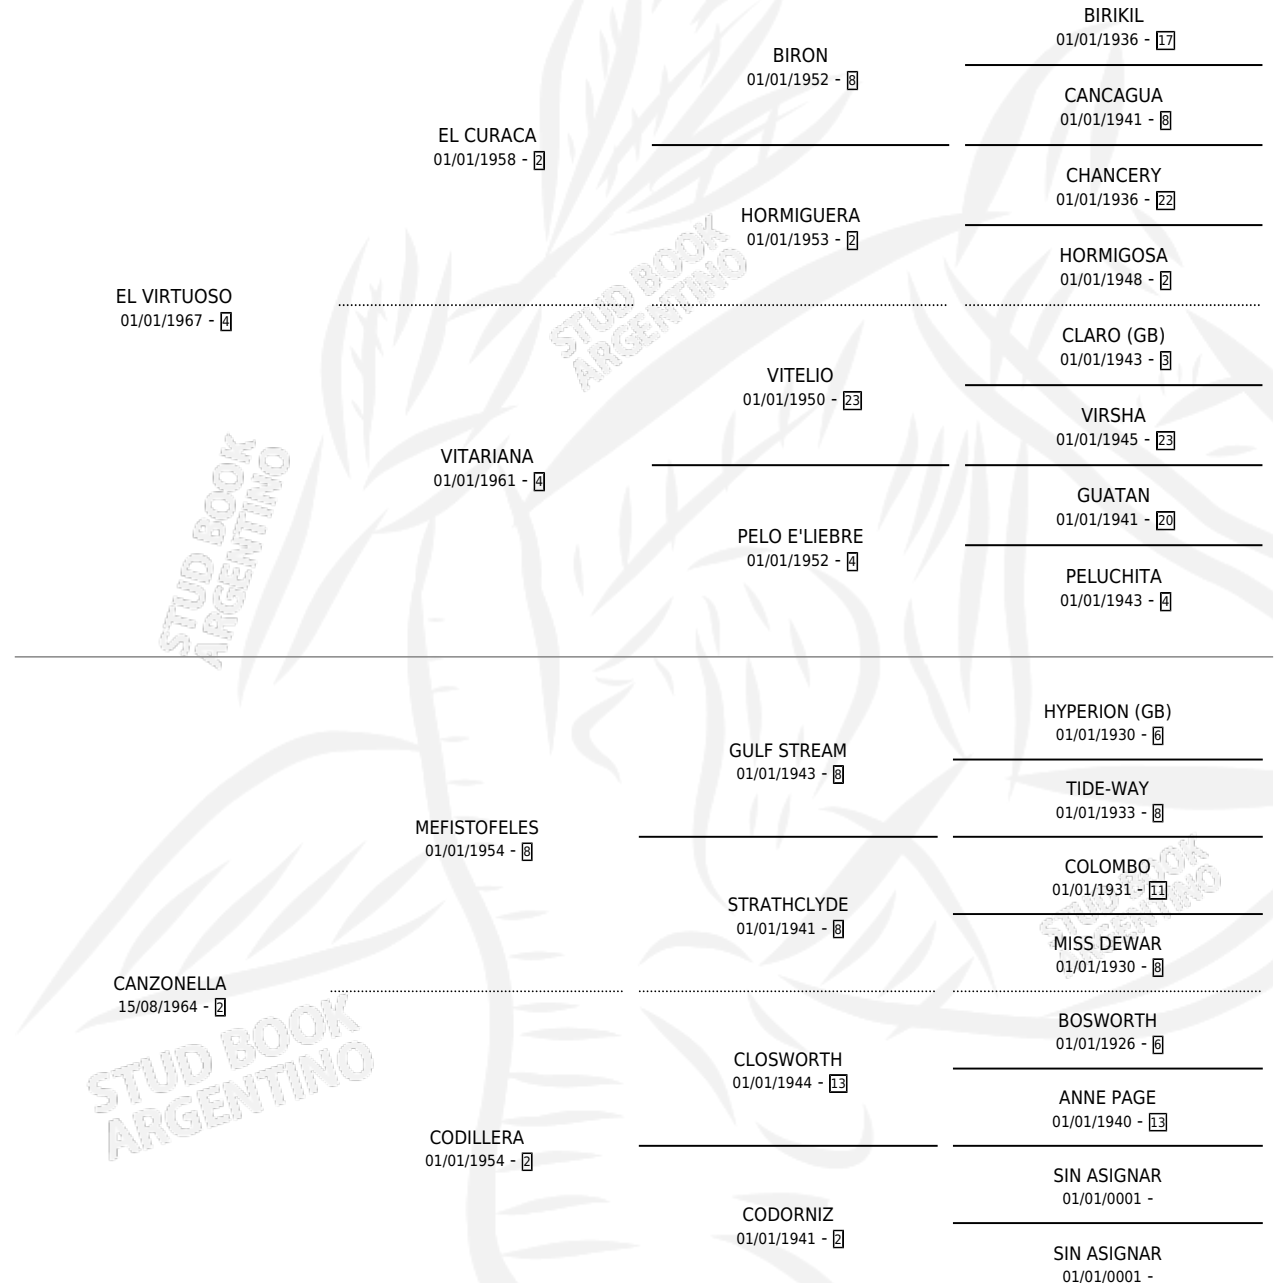 BIRIKIL
01/01/1936 - 17
BIRON
01/01/1952 - 8
CANCAGUA
01/01/1941 - 8
EL CURACA
01/01/1958 - 2
CHANCERY
01/01/1936 - 22
HORMIGUERA
01/01/1953 - 2
HORMIGOSA
01/01/1948 - 2
EL VIRTUOSO
01/01/1967 - 4
CLARO (GB)
01/01/1943 - 3
VITELIO
01/01/1950 - 23
VIRSHA
01/01/1945 - 23
VITARIANA
01/01/1961 - 4
GUATAN
01/01/1941 - 20
PELO E'LIEBRE
01/01/1952 - 4
PELUCHITA
01/01/1943 - 4
STUD BOOK
ARGENTINO
STUD BOOK
ARGENTINO
HYPERION (GB)
01/01/1930 - 6
GULF STREAM
01/01/1943 - 8
TIDE-WAY
01/01/1933 - 8
MEFISTOFELES
01/01/1954 - 8
COLOMBO
01/01/1931 - 11
STRATHCLYDE
01/01/1941 - 8
MISS DEWAR
01/01/1930 - 8
CANZONELLA
15/08/1964 - 2
BOSWORTH
01/01/1926 - 6
CLOSWORTH
01/01/1944 - 13
ANNE PAGE
01/01/1940 - 13
CODILLERA
01/01/1954 - 2
SIN ASIGNAR
01/01/0001 -
CODORNIZ
01/01/1941 - 2
SIN ASIGNAR
01/01/0001 -
STUD BOOK
ARGENTINO
STUD BOOK
ARGENTINO